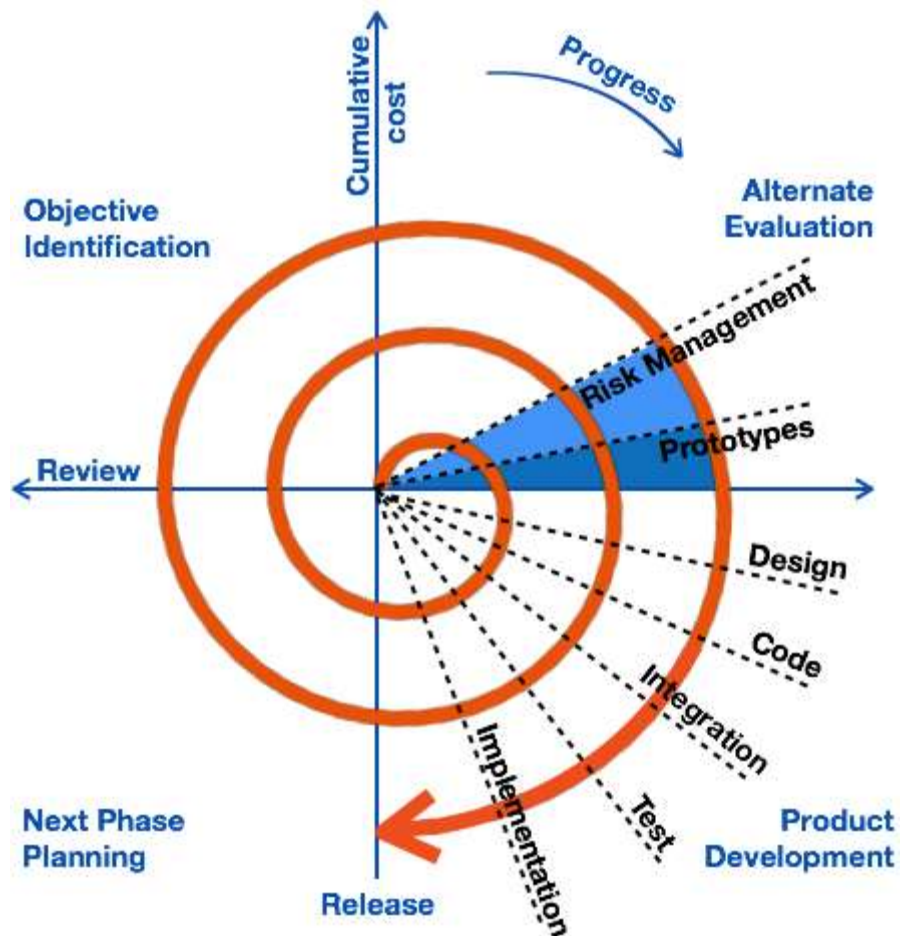 Cumulative
cost
Progress
Objective
Identification
Alternate
Evaluation
Risk Management
Prototypes
Review
Design
Code
Integration
Test
Implementation
Next Phase
Planning
Product
Development
Release